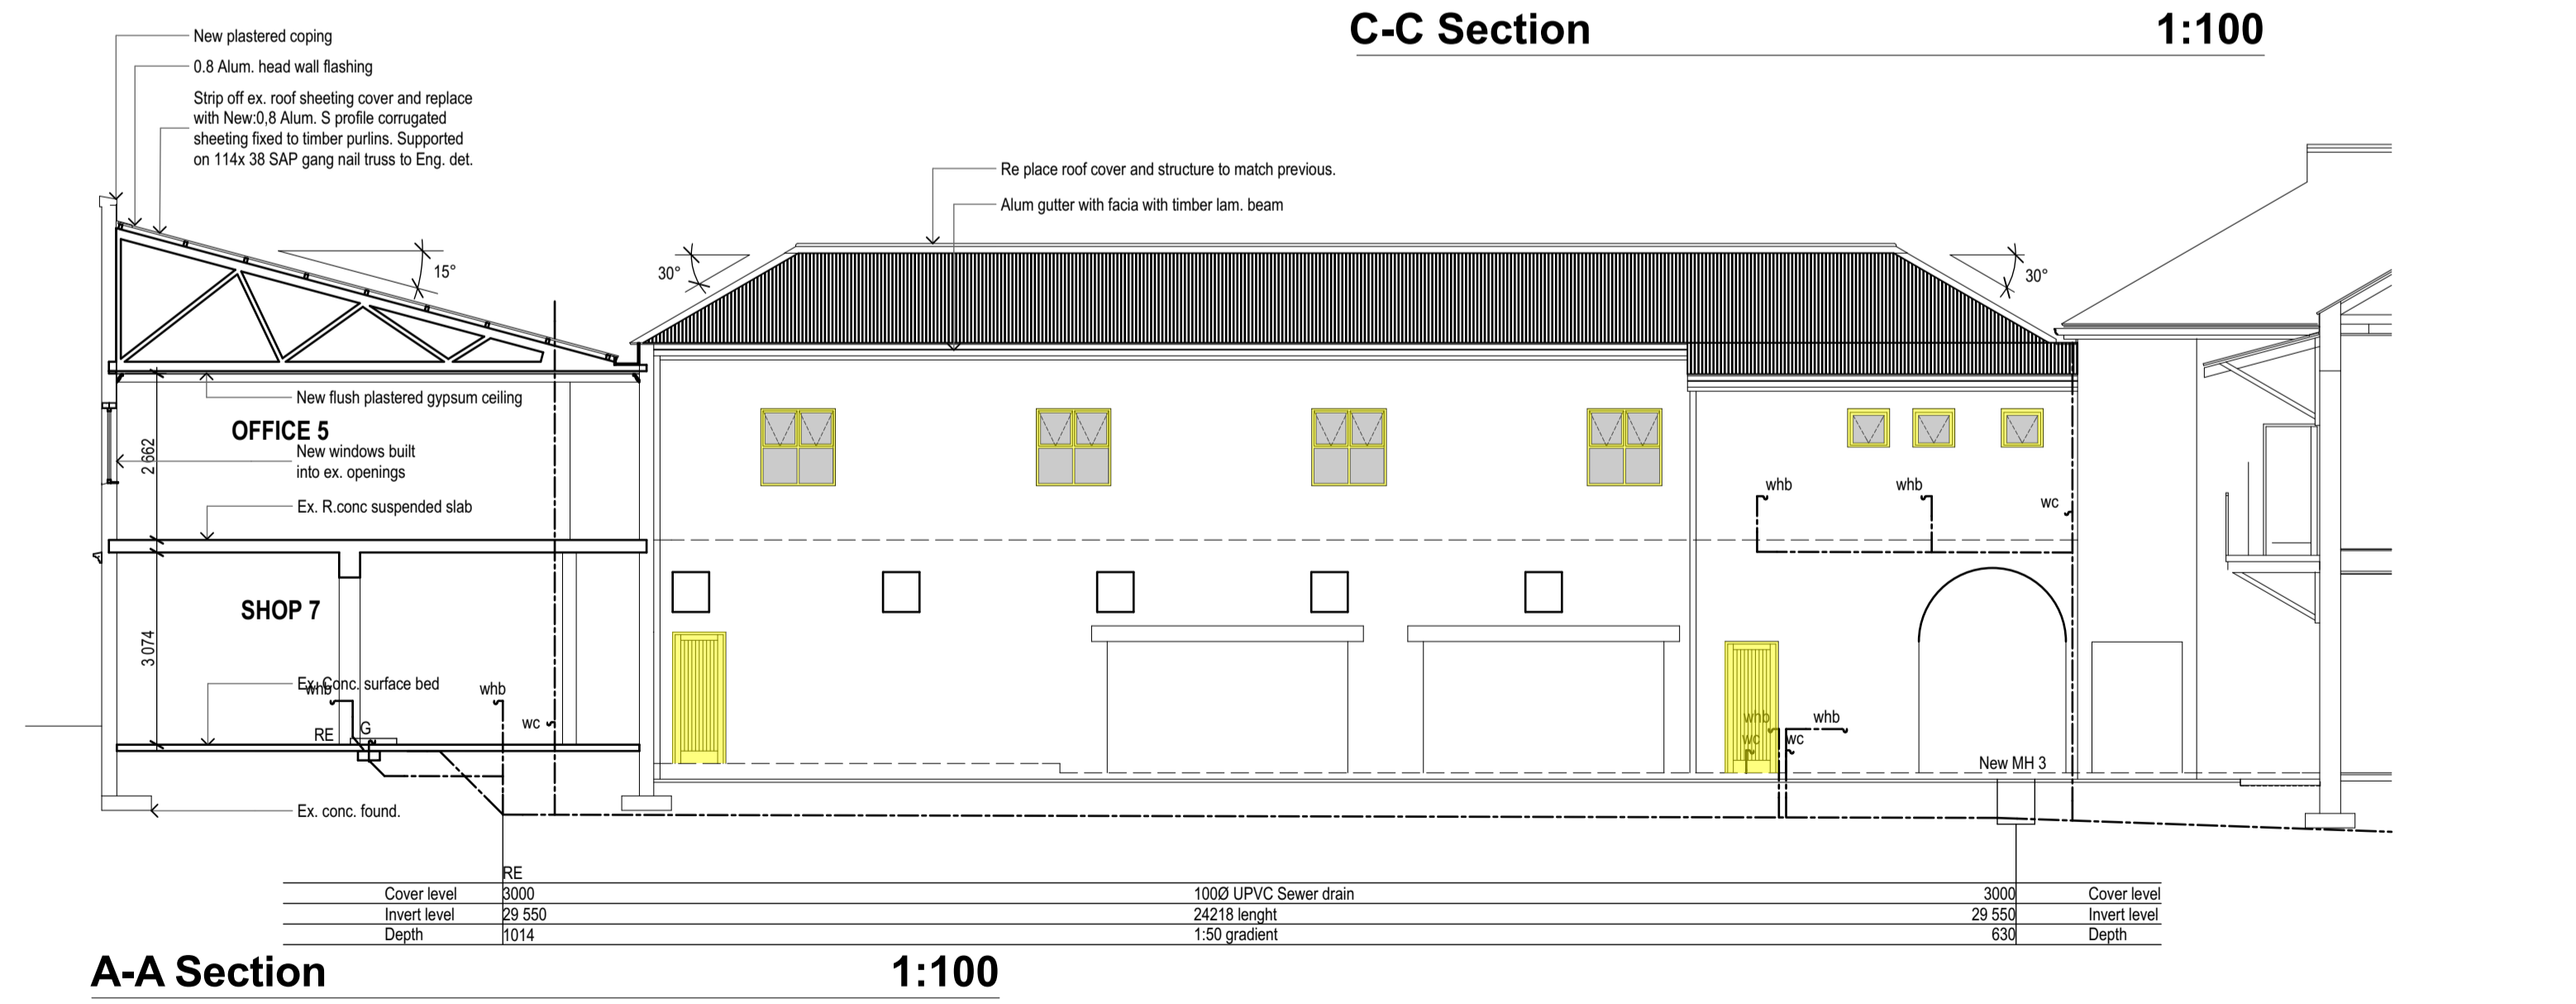 C-C Section 1:100
New plastered coping
0.8 Alum. head wall flashing
Strip off ex. roof sheeting cover and replace
with New:0,8 Alum. S profile corrugated
sheeting fixed to timber purlins. Supported
on 114x 38 SAP gang nail truss to Eng. det.
Re place roof cover and structure to match previous.
Alum gutter with facia with timber lam. beam
15°
30°
30°
New flush plastered gypsum ceiling
OFFICE 5
New windows built
into ex. openings
2 662
Ex. R.conc suspended slab
whb
whb
wc
SHOP 7
3 074
Ex. Conc. surface bed
whb
whb
wc
RE
G
whb
whb
wc
wc
New MH 3
Ex. conc. found.
RE
Cover level 3000 100Ø UPVC Sewer drain 3000 Cover level
Invert level 29 550 24218 lenght 29 550 Invert level
Depth 1014 1:50 gradient 630 Depth
A-A Section 1:100